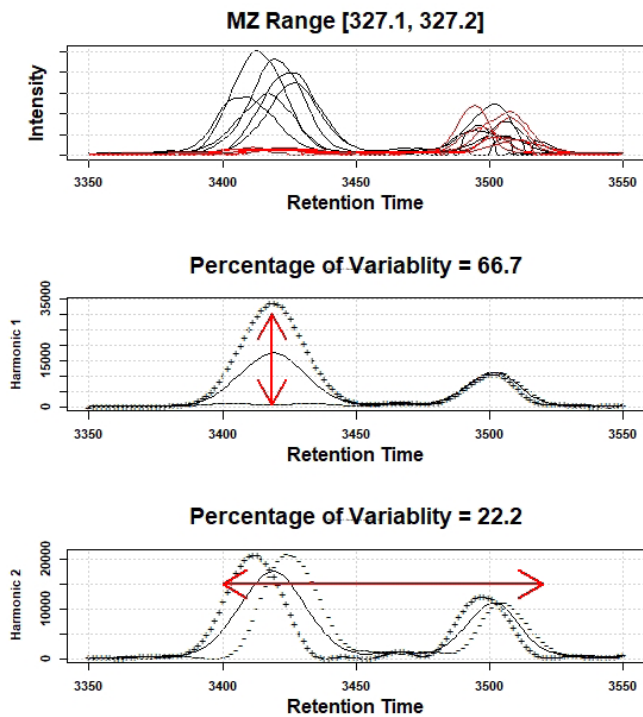 MZ Range [327.1, 327.2]
Intensity
3350 3400 3450 3500 3550
Retention Time
Percentage of Variablity = 66.7
Harmonic 1
35000
15000
0
3350 3400 3450 3500 3550
Retention Time
Percentage of Variablity = 22.2
Harmonic 2
20000
10000
0
3350 3400 3450 3500 3550
Retention Time